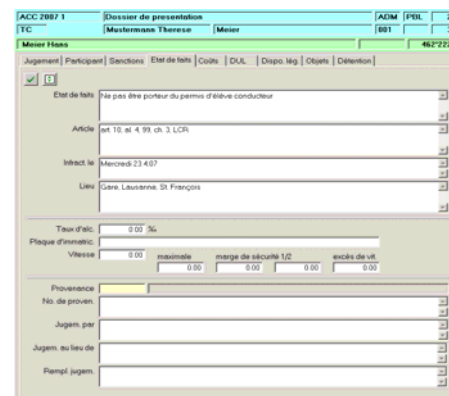 ACC 2007 1 Dossier de presentation ADM PBL
TC Mustermann Therese Meier 001
Meier Hans 462'22
Jugement Participan Sanctions Etat de faits Coûts DUL Dispo. lég. Objets Détention
Etat de faits Ne pas être porteur du permis d'élève conducteur
Article art. 10, al. 4, 99, ch. 3, LCR
Infract. le Mercredi 23.4.07
Lieu Gare, Lausanne, St. François
Taux d'alc. 0.00 ‰
Plaque d'immatric.
Vitesse 0.00 maximale 0.00 marge de sécurité 1/2 0.00 0.00 excès de vit. 0.00
Provenance
No. de proven.
Jugem. par
Jugem. au lieu de
Rempl. jugem.